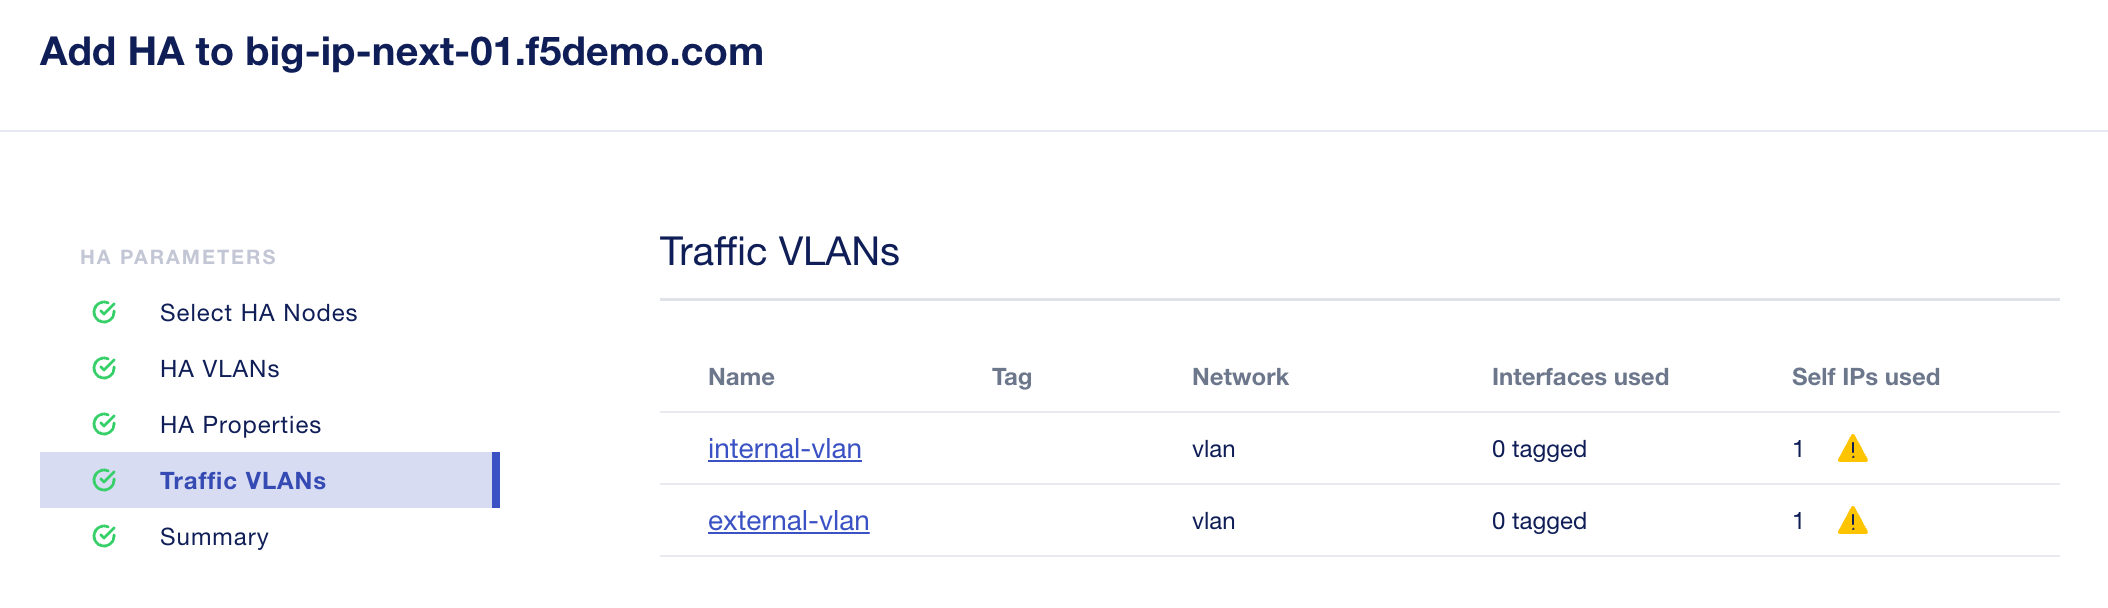 Add HA to big-ip-next-01.f5demo.com
HA PARAMETERS
Select HA Nodes
HA VLANs
HA Properties
Traffic VLANs
Summary
Traffic VLANs
Name Tag Network Interfaces used Self IPs used
internal-vlan vlan 0 tagged 1
external-vlan vlan 0 tagged 1